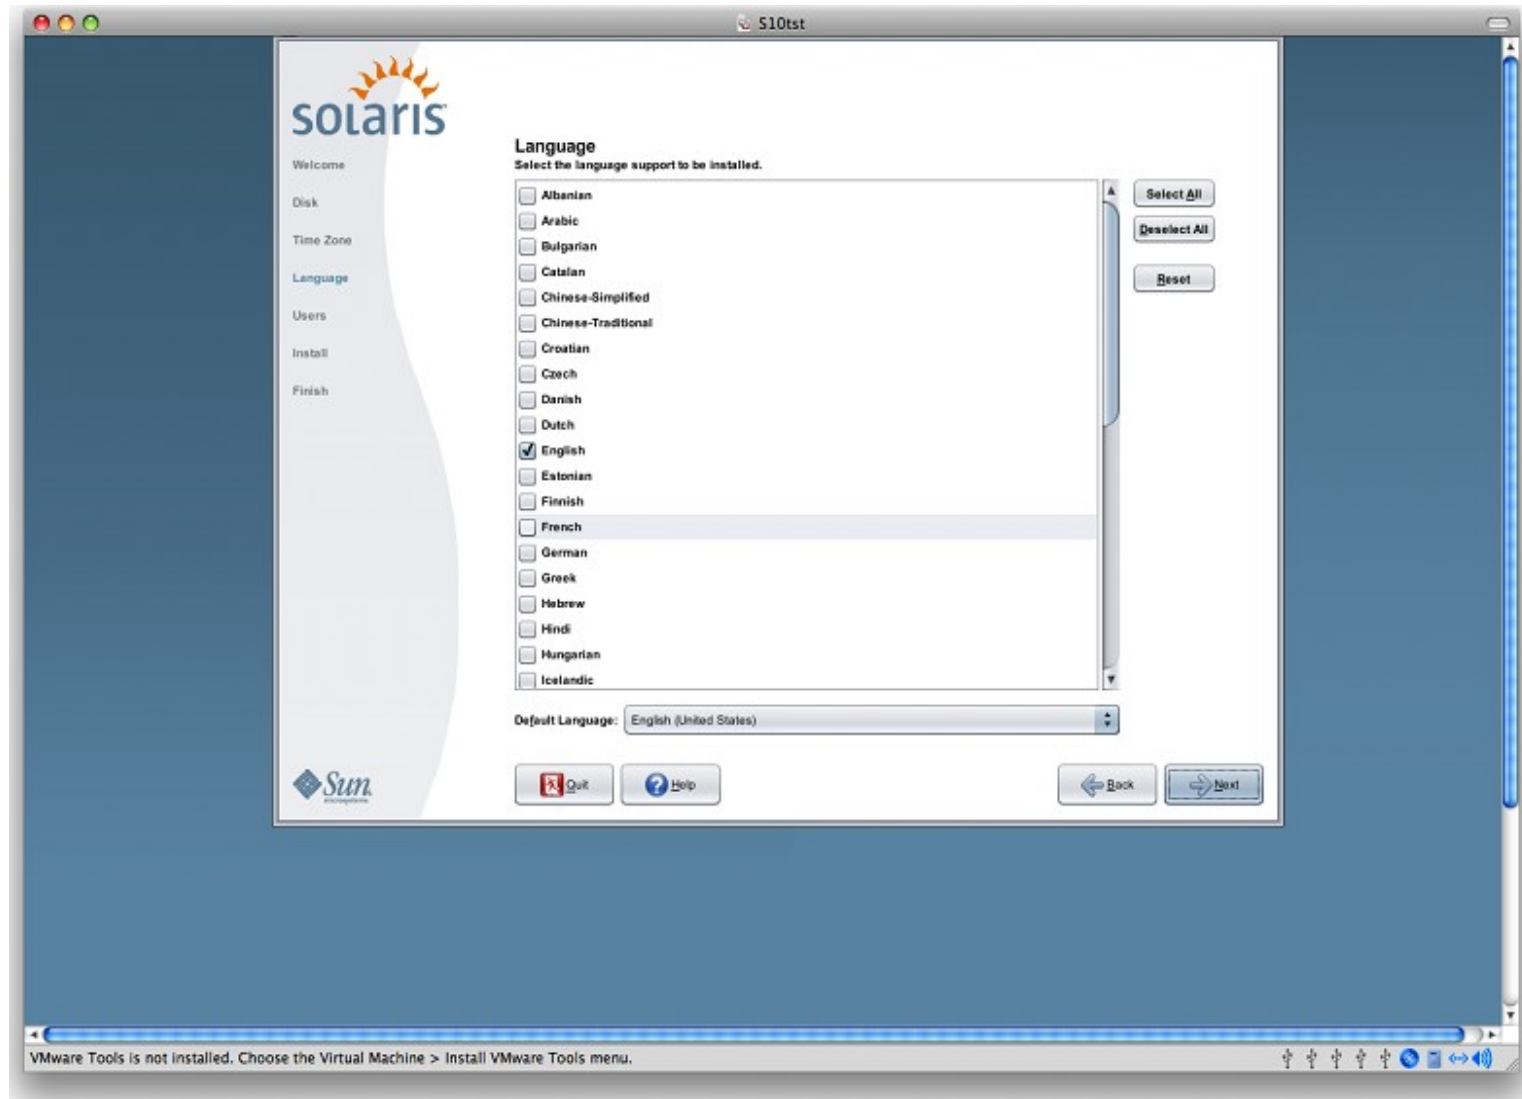 S10tst
solaris
Welcome
Disk
Time Zone
Language
Users
Install
Finish
Language
Select the language support to be installed.
Albanian
Arabic
Bulgarian
Catalan
Chinese-Simplified
Chinese-Traditional
Croatian
Czech
Danish
Dutch
English
Estonian
Finnish
French
German
Greek
Hebrew
Hindi
Hungarian
Icelandic
Select All
Deselect All
Reset
Default Language: English (United States)
Sun
microsystems
Quit
Help
Back
Next
VMware Tools is not installed. Choose the Virtual Machine > Install VMware Tools menu.